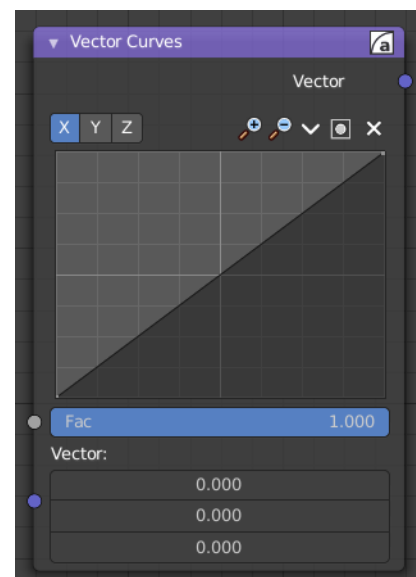 Vector Curves
Vector
X Y Z
Fac 1.000
Vector:
0.000
0.000
0.000